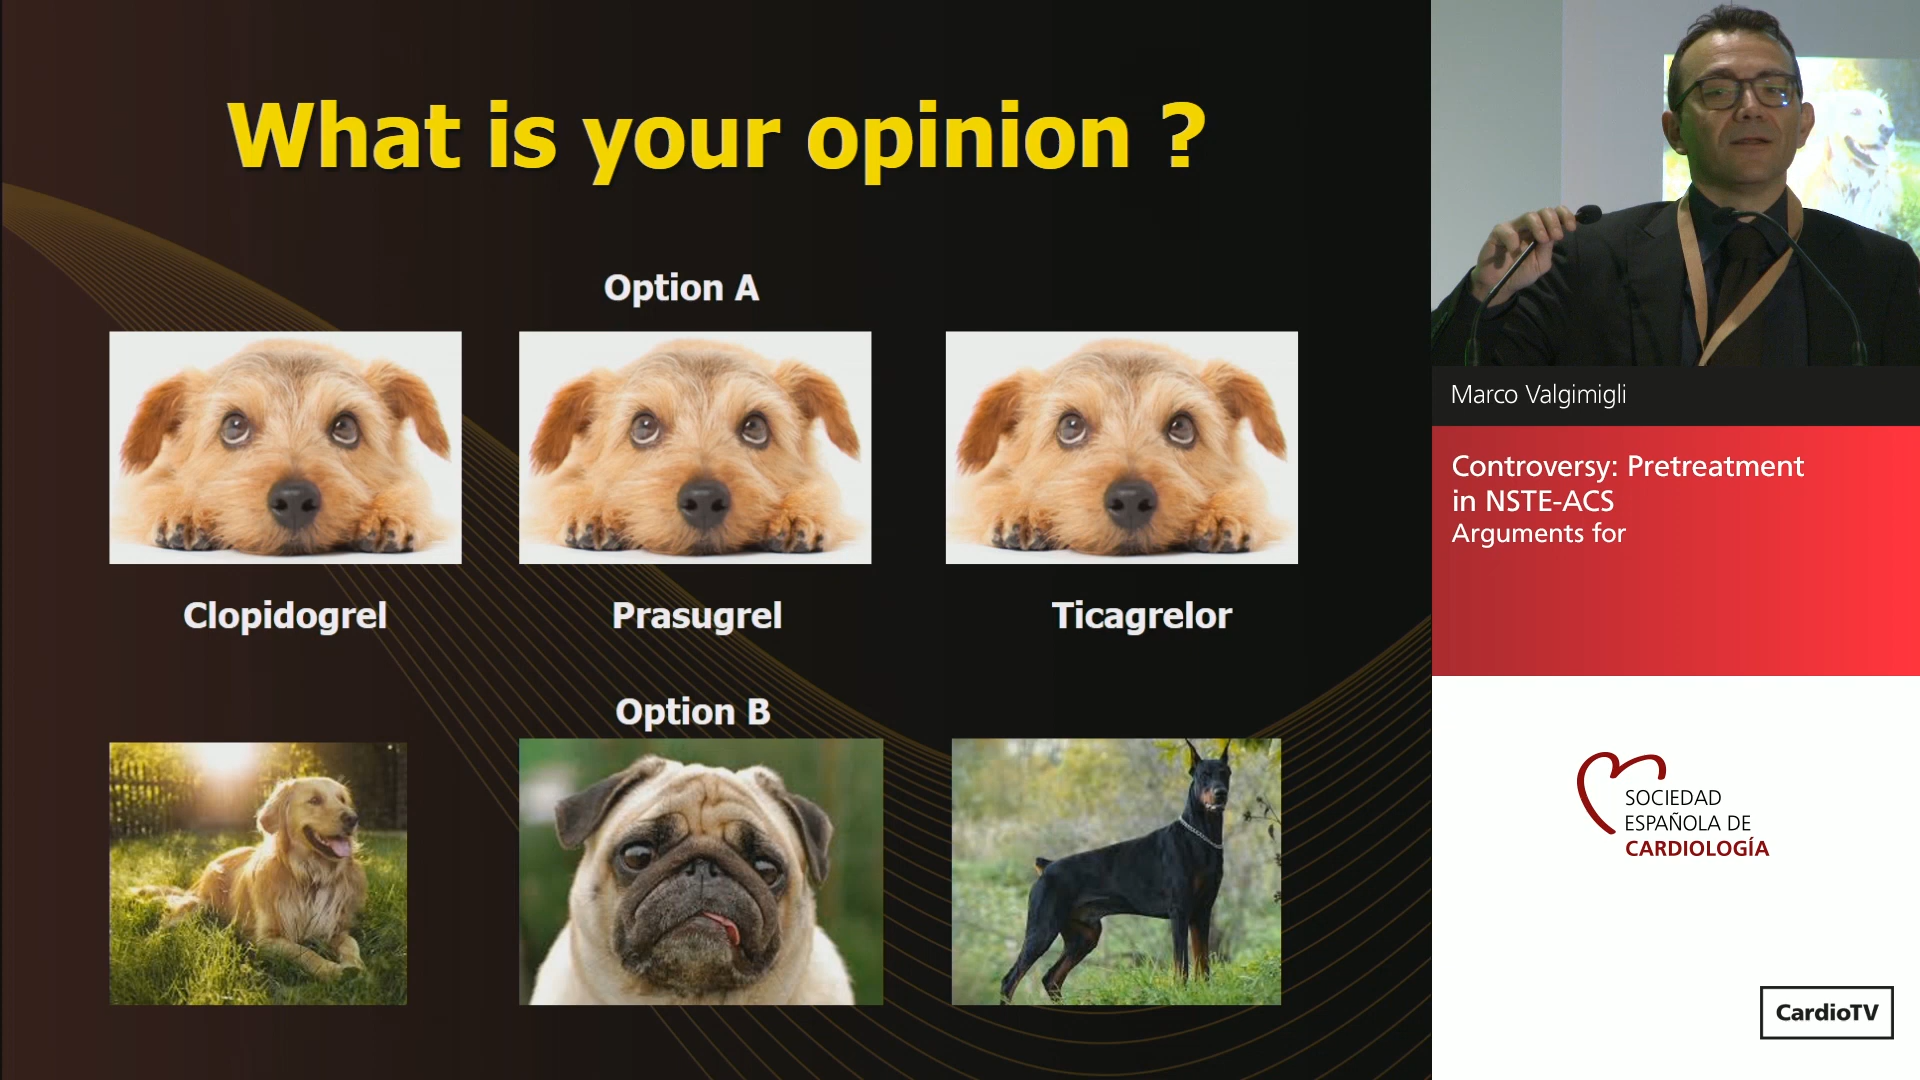 What is your opinion ?
Option A
Clopidogrel
Prasugrel
Ticagrelor
Option B
Marco Valgimigli
Controversy: Pretreatment
in NSTE-ACS
Arguments for
SOCIEDAD
ESPAÑOLA DE
CARDIOLOGÍA
CardioTV